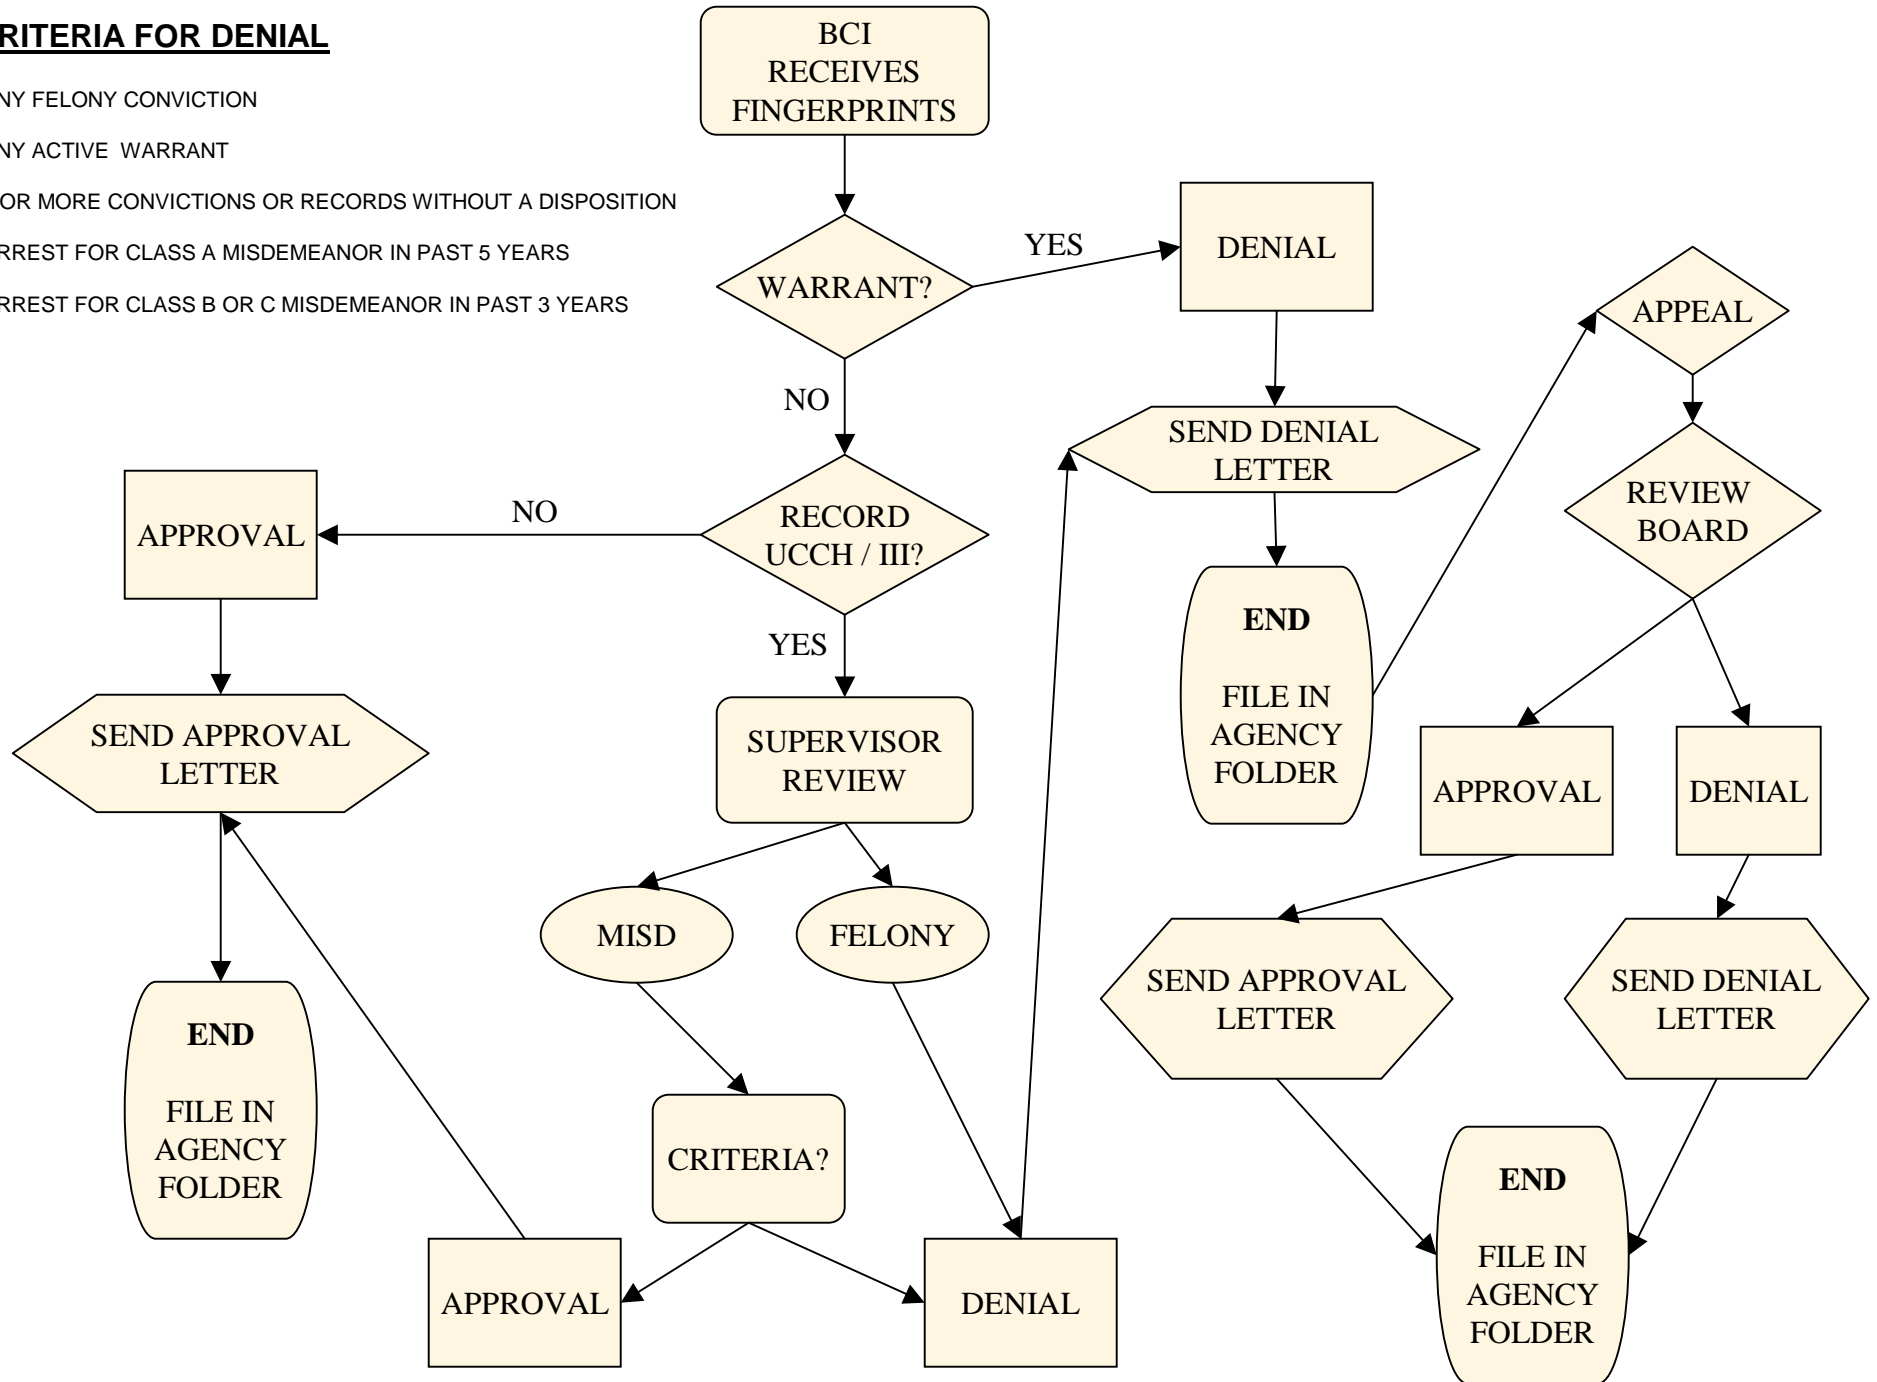 RITERIA FOR DENIAL
NY FELONY CONVICTION
NY ACTIVE WARRANT
OR MORE CONVICTIONS OR RECORDS WITHOUT A DISPOSITION
RREST FOR CLASS A MISDEMEANOR IN PAST 5 YEARS
RREST FOR CLASS B OR C MISDEMEANOR IN PAST 3 YEARS
BCI
RECEIVES
FINGERPRINTS
WARRANT?
YES
DENIAL
NO
SEND DENIAL
LETTER
APPEAL
REVIEW
BOARD
RECORD
UCCH / III?
NO
APPROVAL
YES
END
FILE IN
AGENCY
FOLDER
SEND APPROVAL
LETTER
SUPERVISOR
REVIEW
APPROVAL
DENIAL
MISD
FELONY
SEND APPROVAL
LETTER
SEND DENIAL
LETTER
END
FILE IN
AGENCY
FOLDER
CRITERIA?
END
FILE IN
AGENCY
FOLDER
APPROVAL
DENIAL